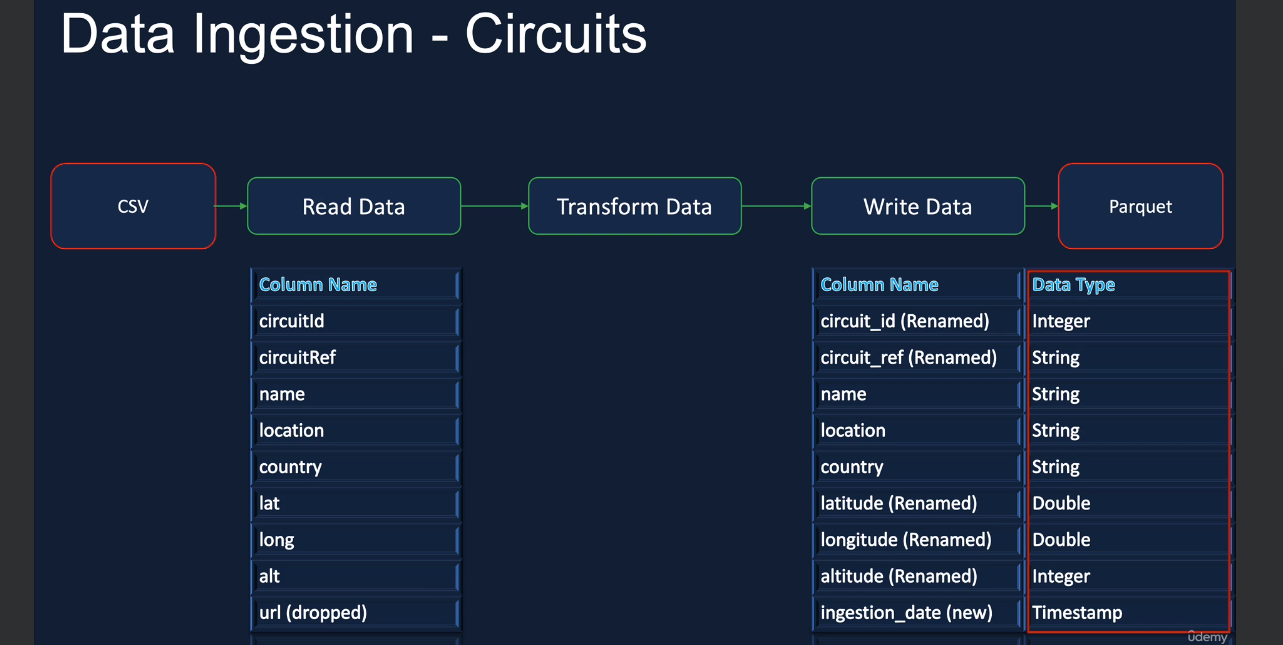 Data Ingestion - Circuits
CSV
Read Data
Transform Data
Write Data
Parquet
Column Name
circuitId
circuitRef
name
location
country
lat
long
alt
url (dropped)
Column Name Data Type
circuit_id (Renamed) Integer
circuit_ref (Renamed) String
name String
location String
country String
latitude (Renamed) Double
longitude (Renamed) Double
altitude (Renamed) Integer
ingestion_date (new) Timestamp
ûdemy